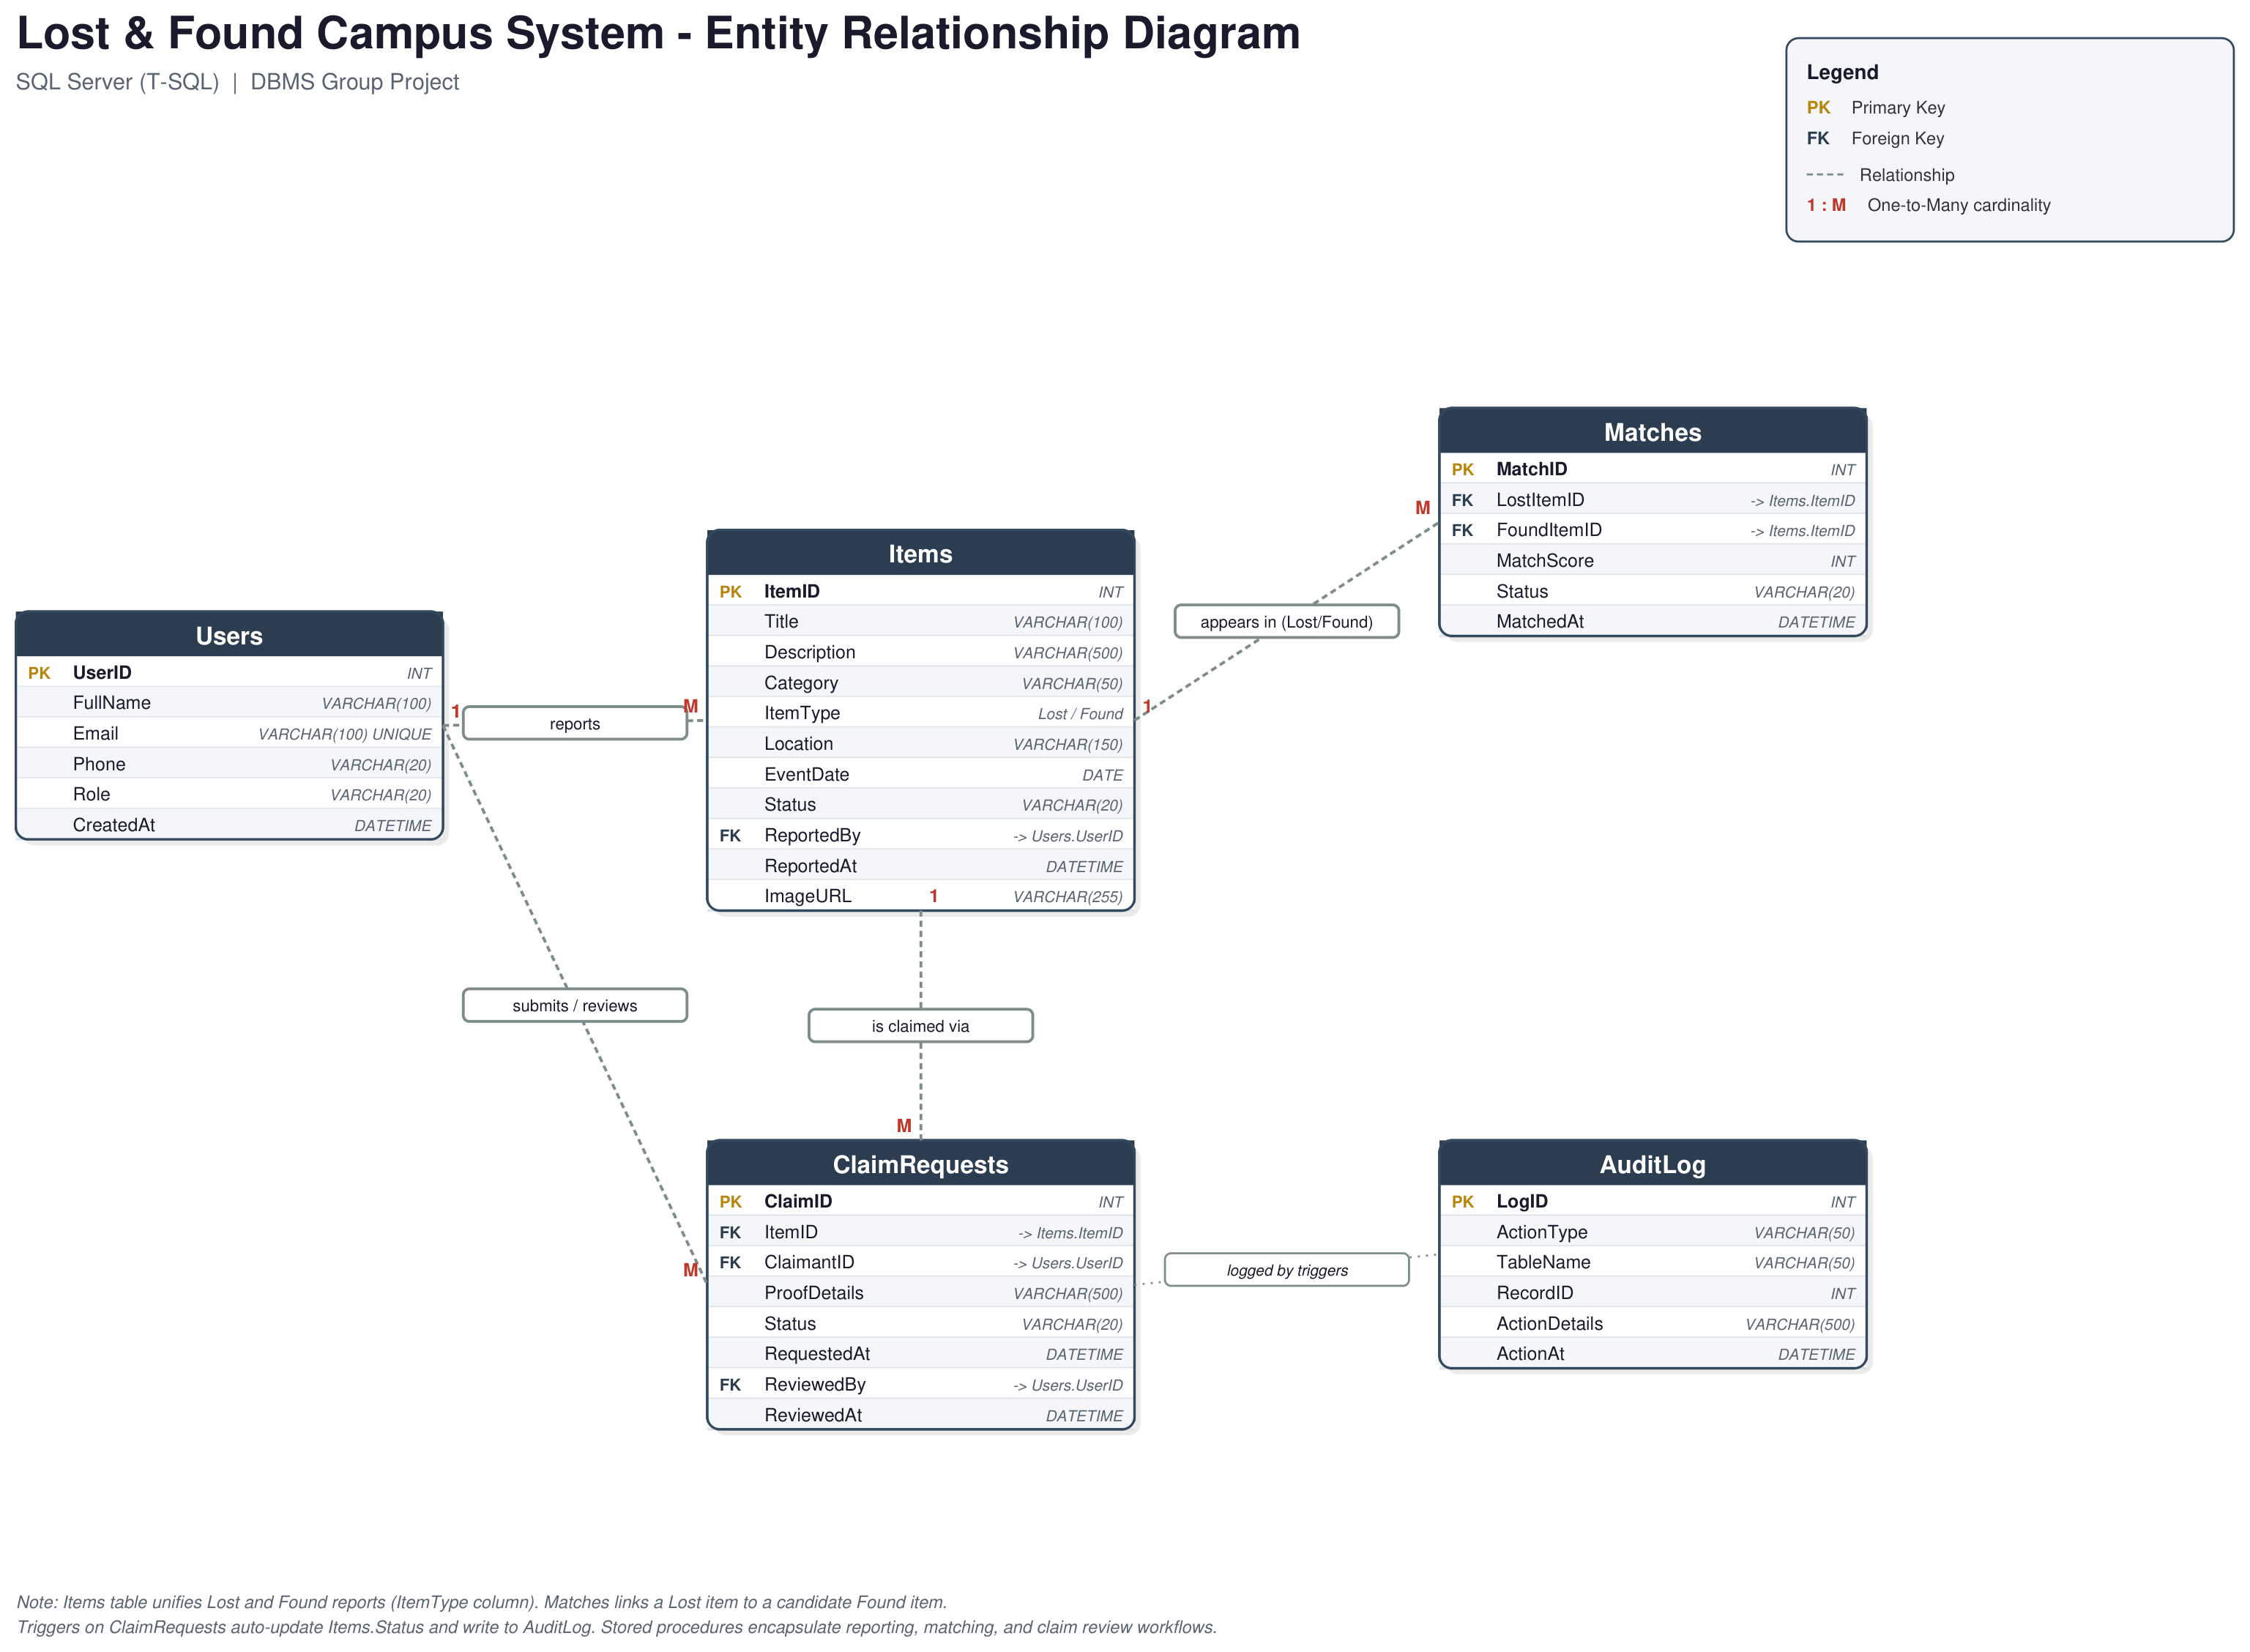 Lost & Found Campus System - Entity Relationship Diagram
SQL Server (T-SQL) | DBMS Group Project
Legend
PK Primary Key
FK Foreign Key
Relationship
1 : M One-to-Many cardinality
Matches
PK MatchID INT
FK LostItemID -> Items.ItemID
FK FoundItemID -> Items.ItemID
MatchScore INT
Status VARCHAR(20)
MatchedAt DATETIME
M
appears in (Lost/Found)
1
Items
PK ItemID INT
Title VARCHAR(100)
Description VARCHAR(500)
Category VARCHAR(50)
ItemType Lost / Found
Location VARCHAR(150)
EventDate DATE
Status VARCHAR(20)
FK ReportedBy -> Users.UserID
ReportedAt DATETIME
ImageURL 1 VARCHAR(255)
Users
PK UserID INT
FullName VARCHAR(100)
Email VARCHAR(100) UNIQUE
Phone VARCHAR(20)
Role VARCHAR(20)
CreatedAt DATETIME
1 reports M
submits / reviews
M
is claimed via
M
ClaimRequests
PK ClaimID INT
FK ItemID -> Items.ItemID
FK ClaimantID -> Users.UserID
ProofDetails VARCHAR(500)
Status VARCHAR(20)
RequestedAt DATETIME
FK ReviewedBy -> Users.UserID
ReviewedAt DATETIME
logged by triggers
AuditLog
PK LogID INT
ActionType VARCHAR(50)
TableName VARCHAR(50)
RecordID INT
ActionDetails VARCHAR(500)
ActionAt DATETIME
Note: Items table unifies Lost and Found reports (ItemType column). Matches links a Lost item to a candidate Found item.
Triggers on ClaimRequests auto-update Items.Status and write to AuditLog. Stored procedures encapsulate reporting, matching, and claim review workflows.